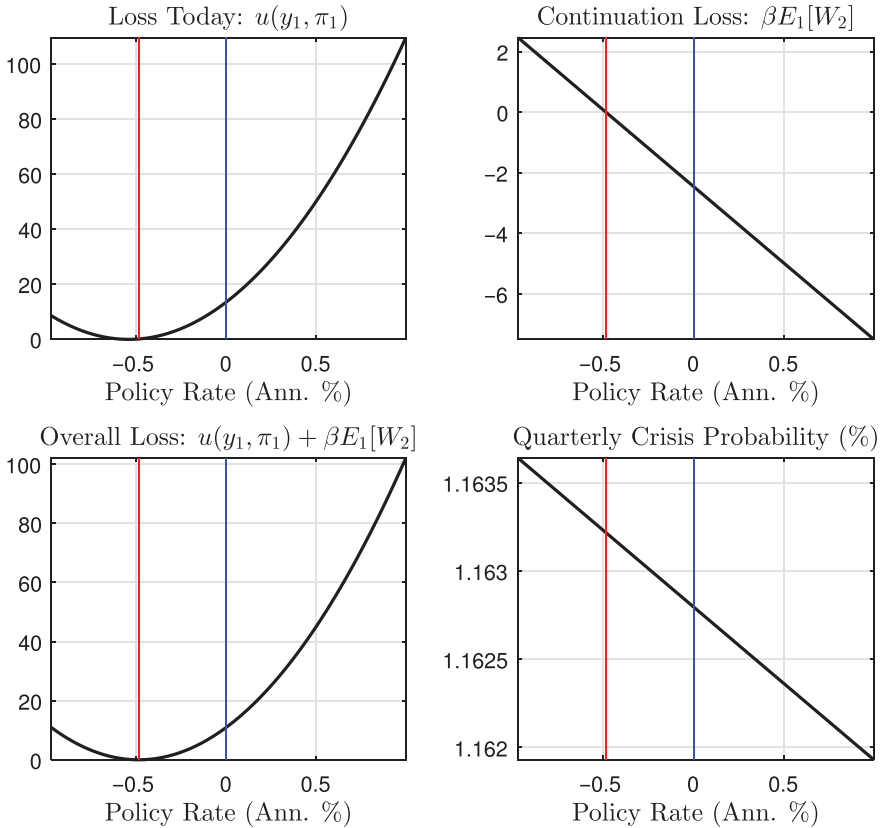 Loss Today: u(y₁, π₁)
100
80
60
40
20
0
−0.5 0 0.5
Policy Rate (Ann. %)
Continuation Loss: βE₁[W₂]
2
0
−2
−4
−6
−0.5 0 0.5
Policy Rate (Ann. %)
Overall Loss: u(y₁, π₁) + βE₁[W₂]
100
80
60
40
20
0
−0.5 0 0.5
Policy Rate (Ann. %)
Quarterly Crisis Probability (%)
1.1635
1.163
1.1625
1.162
−0.5 0 0.5
Policy Rate (Ann. %)